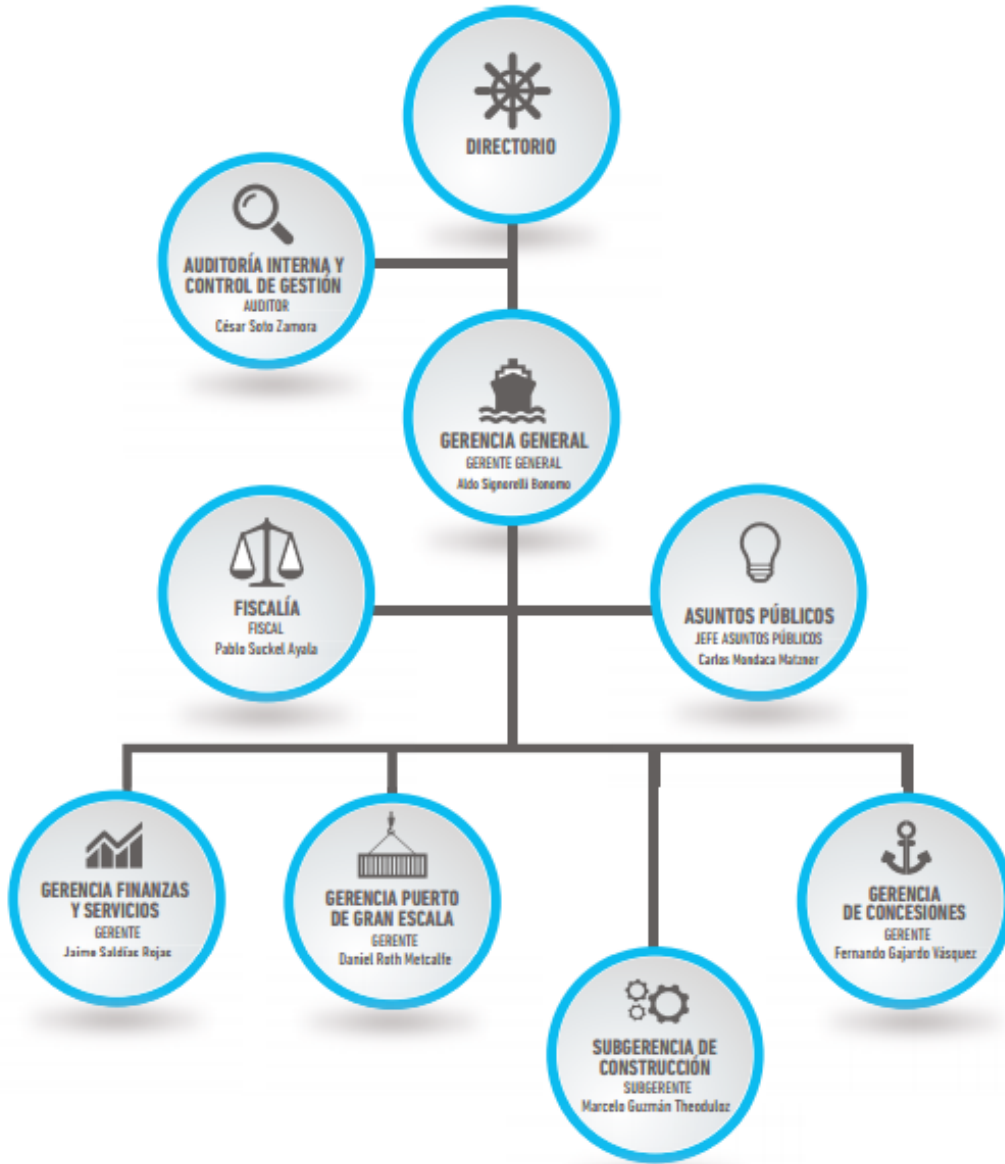 DIRECTORIO
AUDITORÍA INTERNA Y
CONTROL DE GESTIÓN
AUDITOR
César Soto Zamora
GERENCIA GENERAL
GERENTE GENERAL
Aldo Signorelli Bonomo
FISCALÍA
FISCAL
Pablo Suckel Ayala
ASUNTOS PÚBLICOS
JEFE ASUNTOS PÚBLICOS
Carlos Mondaca Matzner
GERENCIA FINANZAS
Y SERVICIOS
GERENTE
Jaime Saldías Rojas
GERENCIA PUERTO
DE GRAN ESCALA
GERENTE
Daniel Roth Metcalfe
GERENCIA
DE CONCESIONES
GERENTE
Fernando Gajardo Vásquez
SUBGERENCIA DE
CONSTRUCCIÓN
SUBGERENTE
Marcelo Guzmán Theoduloz